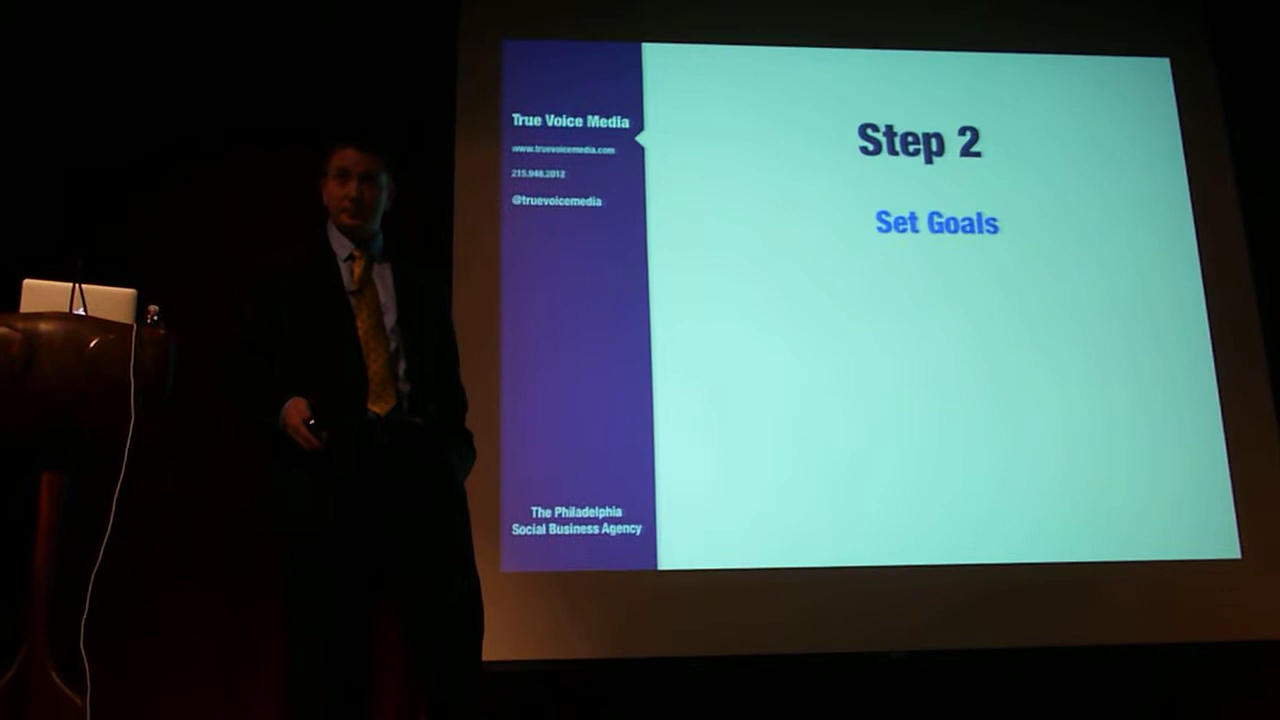 True Voice Media
www.truevoicemedia.com
215.948.2012
@truevoicemedia
The Philadelphia
Social Business Agency
Step 2
Set Goals